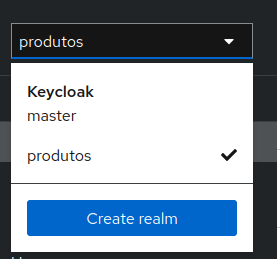 produtos
Keycloak
master
produtos
Create realm